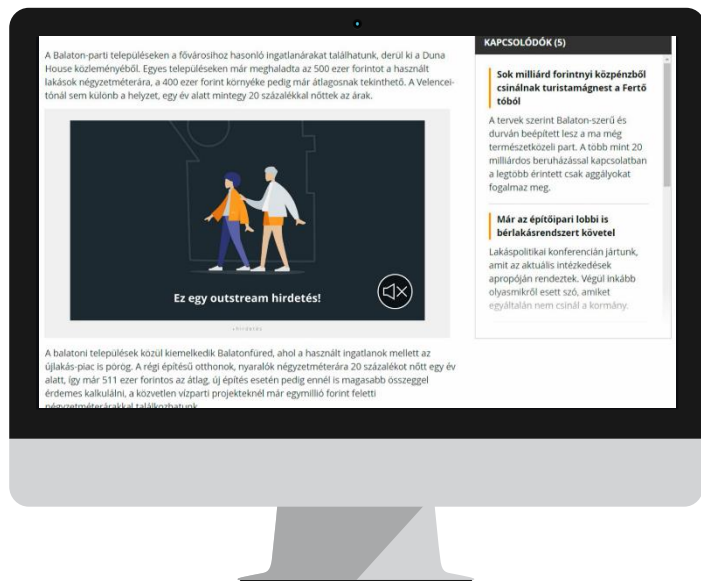 A Balaton-parti településeken a fővárosihoz hasonló ingatlanárakat találhatunk, derül ki a Duna
House közleményéből. Egyes településeken már meghaladta az 500 ezer forintot a használt
lakások négyzetméterára, a 400 ezer forint környéke pedig már átlagosnak tekinthető. A Velencei-
tónál sem különb a helyzet, egy év alatt mintegy 20 százalékkal nőttek az árak.
Ez egy outstream hirdetés!
HIRDETÉS
A balatoni települések közül kiemelkedik Balatonfüred, ahol a használt ingatlanok mellett az
újlakás-piac is pörög. A régi építésű otthonok, nyaralók négyzetméterára 20 százalékot nőtt egy év
alatt, így már 511 ezer forintos az átlag, új építés esetén pedig ennél is magasabb összeggel
érdemes kalkulálni, a közvetlen vízparti projekteknél már egymillió forint feletti
négyzetméterárakkal találkozhatunk.
KAPCSOLÓDÓK (5)
Sok milliárd forintnyi közpénzből
csinálnak turistamágnest a Fertő
tóból
A tervek szerint Balaton-szerű és
durván beépített lesz a ma még
természetközeli part. A több mint 20
milliárdos beruházással kapcsolatban
a legtöbb érintett csak aggályokat
fogalmaz meg.
Már az építőipari lobbi is
bérlakásrendszert követel
Lakáspolitikai konferencián jártunk,
amit az aktuális intézkedések
apropóján rendeztek. Végül inkább
olyasmikről esett szó, amiket
egyáltalán nem csinál a kormány.